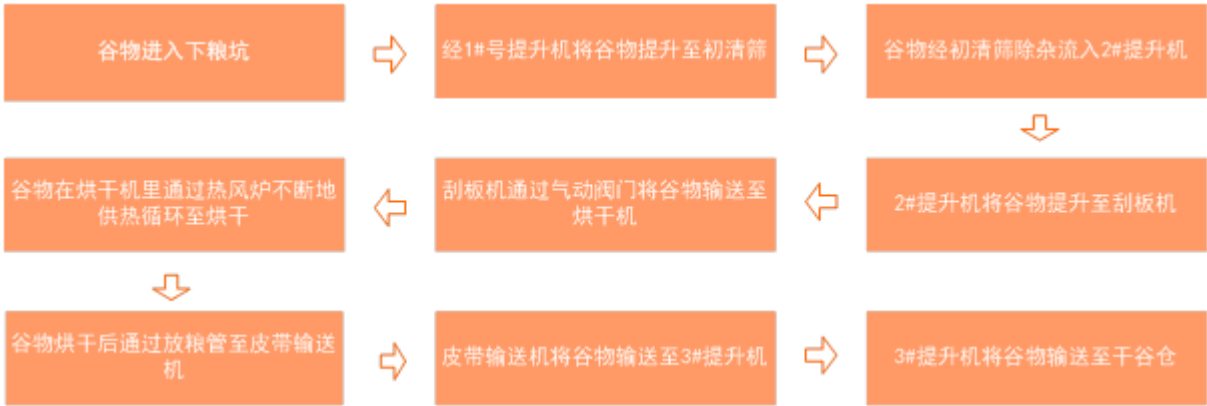 谷物进入下粮坑
经1#号提升机将谷物提升至初清筛
谷物经初清筛除杂流入2#提升机
2#提升机将谷物提升至刮板机
刮板机通过气动阀门将谷物输送至
烘干机
谷物在烘干机里通过热风炉不断地
供热循环至烘干
谷物烘干后通过放粮管至皮带输送
机
皮带输送机将谷物输送至3#提升机
3#提升机将谷物输送至干谷仓